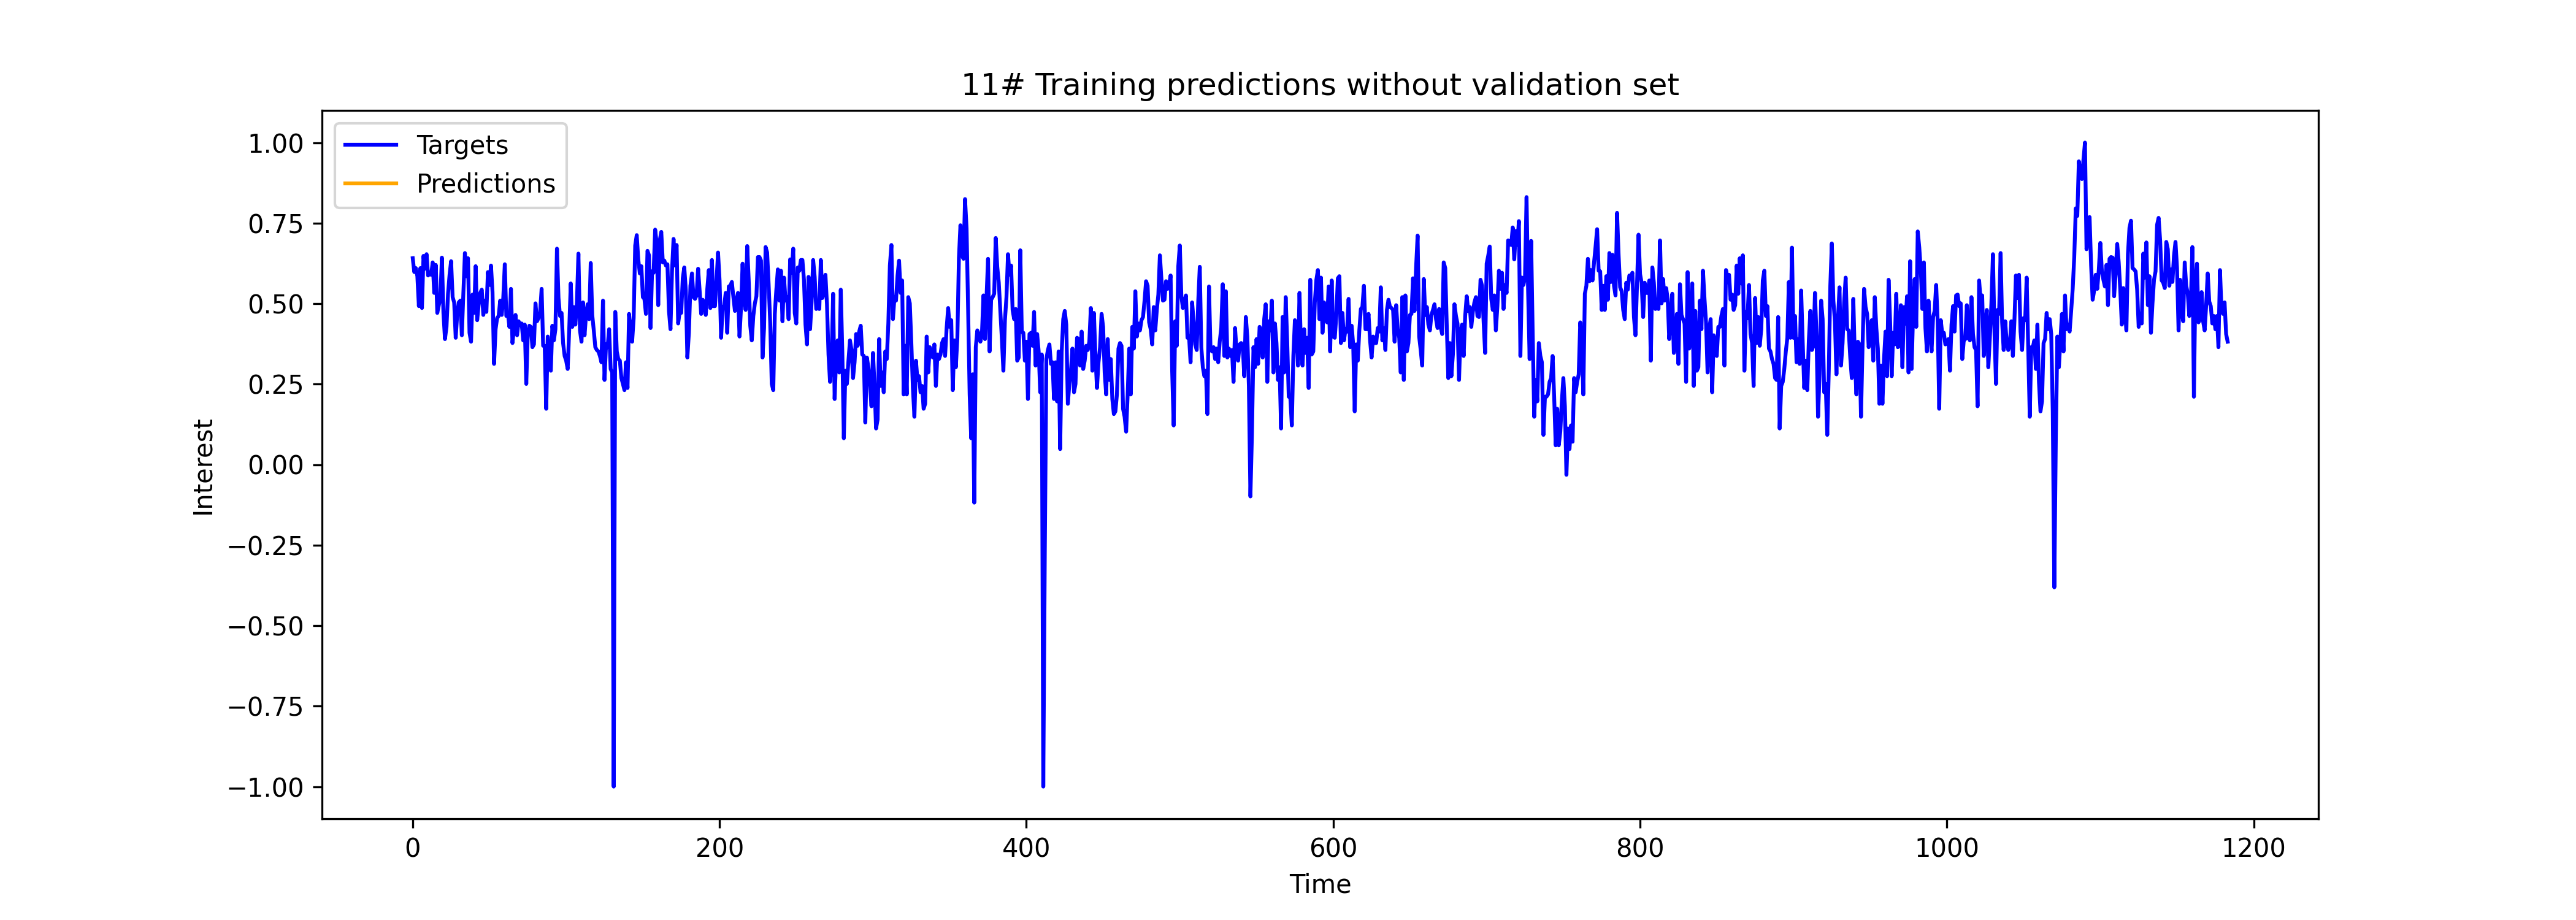 11# Training predictions without validation set
Targets
Predictions
1.00
0.75
0.50
0.25
0.00
−0.25
−0.50
−0.75
−1.00
Interest
0 200 400 600 800 1000 1200
Time